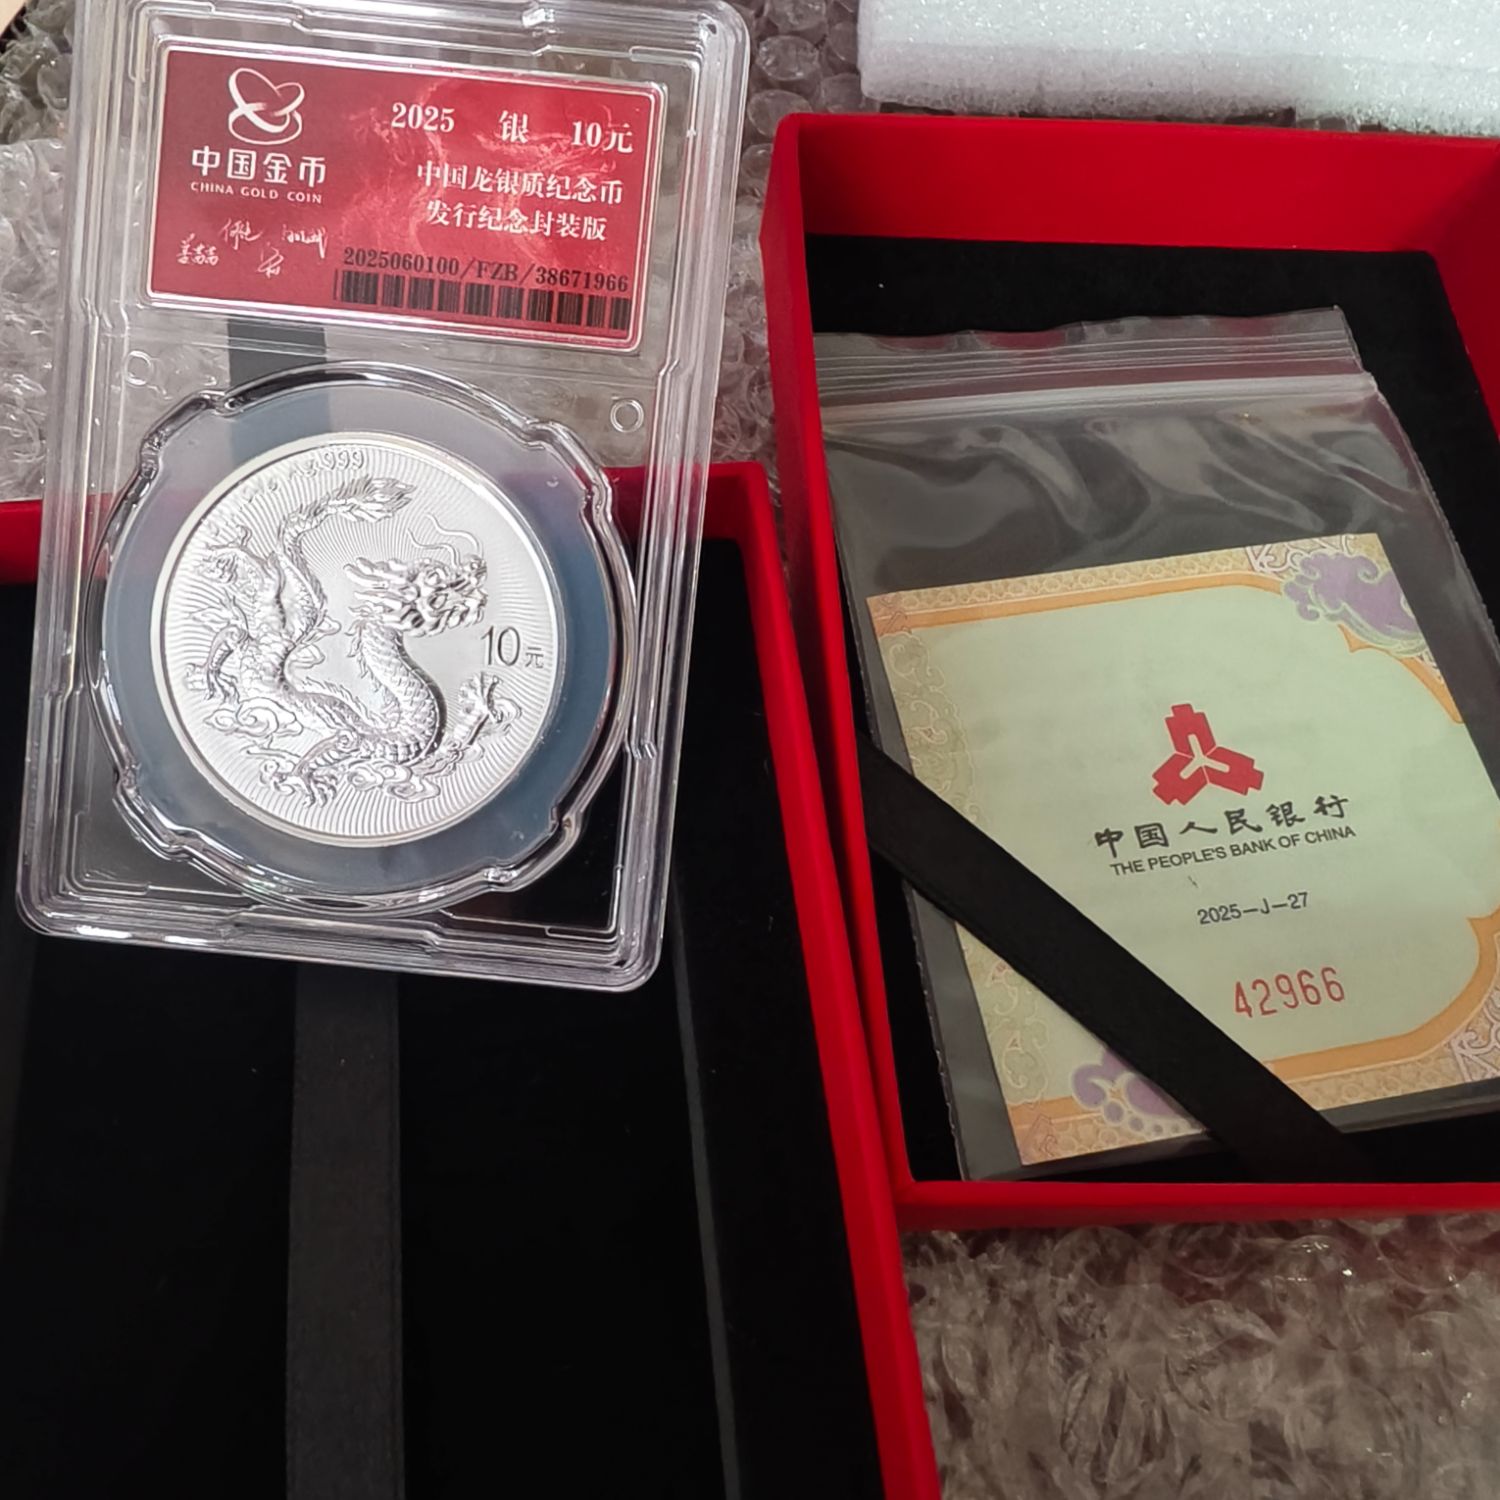 中国金币
CHINA GOLD COIN
2025 银 10元
中国龙银质纪念币
发行纪念封装版
2025060100/FZB/38671966
10元
中国人民银行
THE PEOPLE'S BANK OF CHINA
2025-J-27
42966